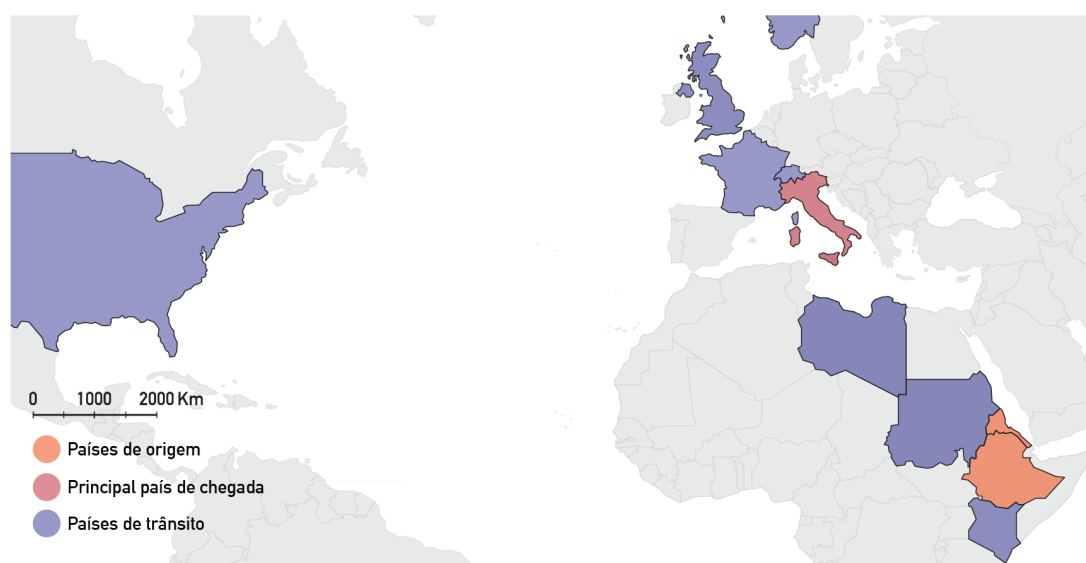 0 1000 2000 Km
Países de origem
Principal país de chegada
Países de trânsito